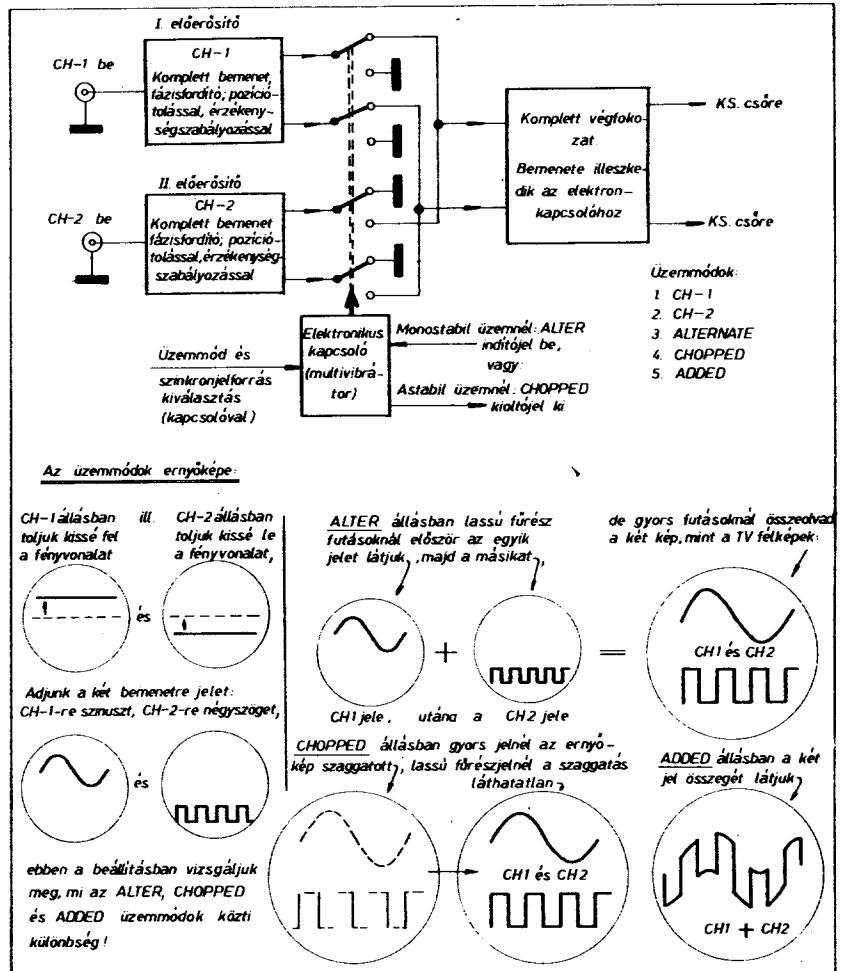 I. előerősítő
CH-1 be
CH-1
Komplett bemenet,
fázisfordító; pozíció-
tolással, érzékeny-
ségszabályozással
II. előerősítő
CH-2 be
CH-2
Komplett bemenet
fázisfordító; pozíció-
tolással, érzékenység-
szabályozással
Komplett végfoko-
zat.
Bemenete illeszke-
dik az elektron-
kapcsolóhoz
KS. csőre
KS. csőre
Üzemmódok:
1. CH-1
2. CH-2
3. ALTERNATE
4. CHOPPED
5. ADDED
Üzemmód és
szinkronjelforrás
kiválasztás
(kapcsolóval)
Elektronikus
kapcsoló
(multivibrá-
tor)
Monostabil üzemnél: ALTER
indítójel be,
vagy:
Astabil üzemnél: CHOPPED
kioltójel ki
Az üzemmódok ernyőképe:
CH-1 állásban ill.
toljuk kissé fel
a fényvonalat
CH-2 állásban
toljuk kissé le
a fényvonalat,
és
Adjunk a két bemenetre jelet:
CH-1-re szinuszt, CH-2-re négyszöget,
és
ebben a beállításban vizsgáljuk
meg, mi az ALTER, CHOPPED
és ADDED üzemmódok közti
különbség!
ALTER állásban lassú fűrész
futásoknál először az egyik
jelet látjuk, majd a másikat,
+
=
CH1 jele, utána a CH2 jele
de gyors futásoknál összeolvad
a két kép, mint a TV félképek:
CH1 és CH2
CHOPPED állásban gyors jelnél az ernyő-
kép szaggatott, lassú fűrészjelnél a szaggatás
láthatatlan
CH1 és CH2
ADDED állásban a két
jel összegét látjuk
CH1 + CH2